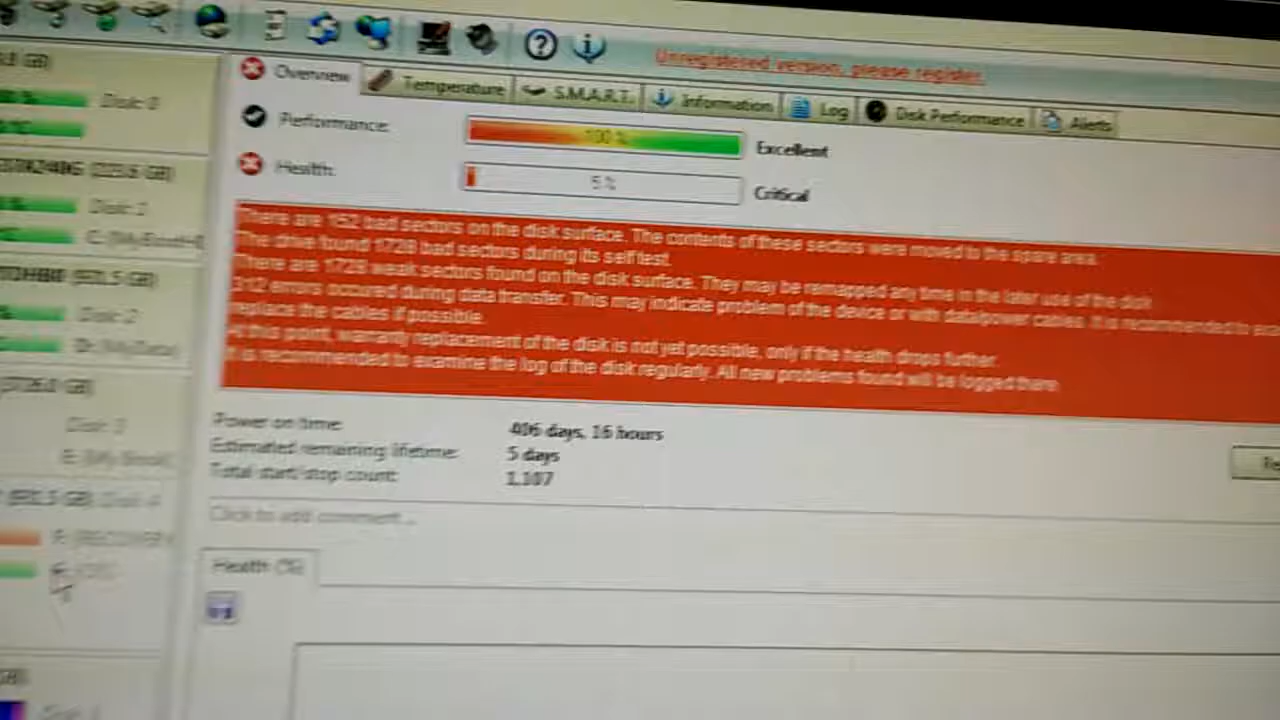 Unregistered version, please register.
Overview
Temperature
S.M.A.R.T.
Information
Log
Disk Performance
Alerts
Disk: 0
Performance:
100 %
Excellent
Health:
5 %
Critical
There are 152 bad sectors on the disk surface. The contents of these sectors were moved to the spare area.
The drive found 1728 bad sectors during its self test.
There are 1728 weak sectors found on the disk surface. They may be remapped any time in the later use of the disk
312 errors occured during data transfer. This may indicate problem of the device or with data/power cables. It is recommended to
replace the cables if possible.
At this point, warranty replacement of the disk is not yet possible, only if the health drops further.
It is recommended to examine the log of the disk regularly. All new problems found will be logged there.
(931.5 GB)
Disk: 2
(931.5 GB) Disk: 4
Power on time:
406 days, 16 hours
Estimated remaining lifetime:
5 days
Total start/stop count:
1,107
Click to add comment ...
Health (%)